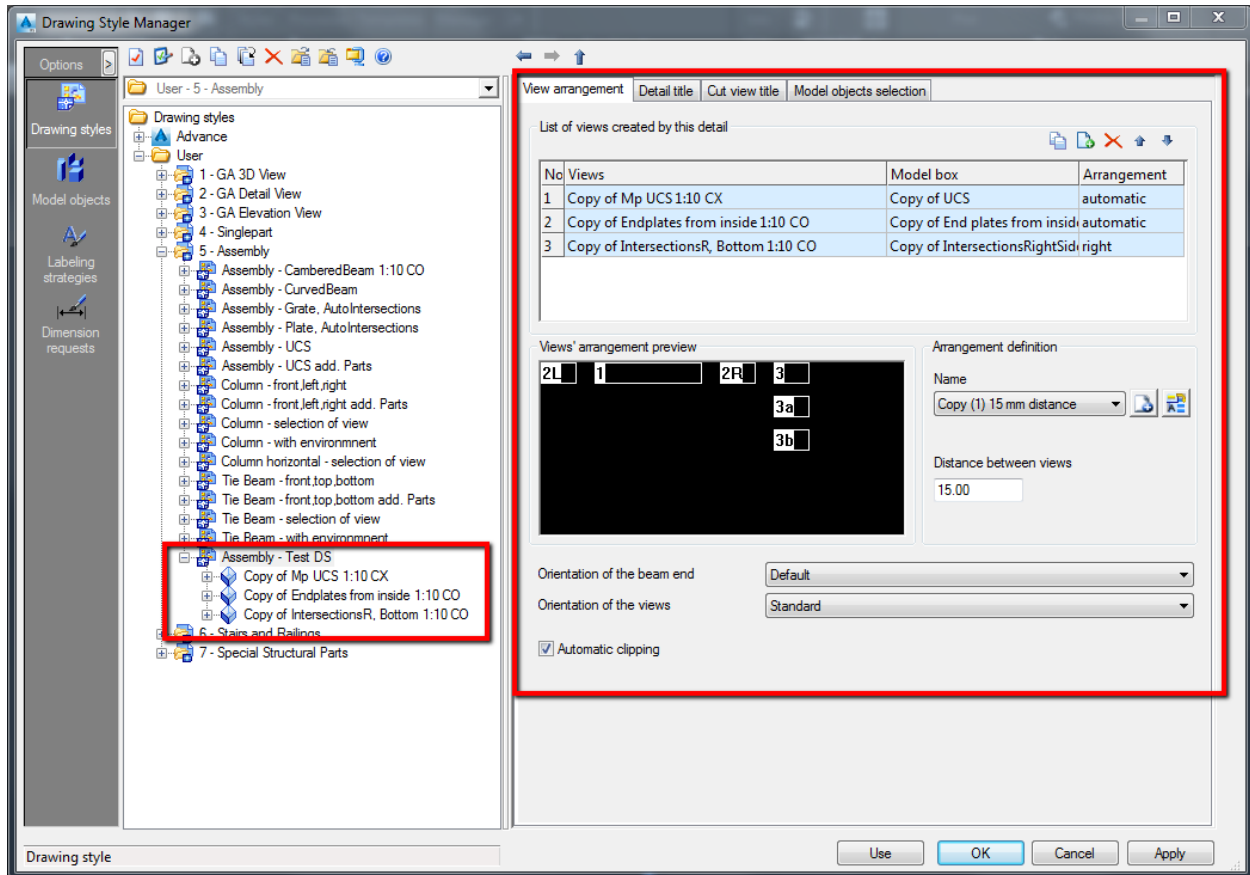 Drawing Style Manager
Options
Drawing styles
Model objects
Labeling
strategies
Dimension
requests
User - 5 - Assembly
Drawing styles
Advance
User
1 - GA 3D View
2 - GA Detail View
3 - GA Elevation View
4 - Singlepart
5 - Assembly
Assembly - CamberedBeam 1:10 CO
Assembly - CurvedBeam
Assembly - Grate, AutoIntersections
Assembly - Plate, AutoIntersections
Assembly - UCS
Assembly - UCS add. Parts
Column - front,left,right
Column - front,left,right add. Parts
Column - selection of view
Column - with environmnent
Column horizontal - selection of view
Tie Beam - front,top,bottom
Tie Beam - front,top,bottom add. Parts
Tie Beam - selection of view
Tie Beam - with environmnent
Assembly - Test DS
Copy of Mp UCS 1:10 CX
Copy of Endplates from inside 1:10 CO
Copy of IntersectionsR, Bottom 1:10 CO
6 - Stairs and Railings
7 - Special Structural Parts
View arrangement Detail title Cut view title Model objects selection
List of views created by this detail
No Views Model box Arrangement
1 Copy of Mp UCS 1:10 CX Copy of UCS automatic
2 Copy of Endplates from inside 1:10 CO Copy of End plates from inside automatic
3 Copy of IntersectionsR, Bottom 1:10 CO Copy of IntersectionsRightSide right
Views' arrangement preview
2L 1 2R 3
3a
3b
Arrangement definition
Name
Copy (1) 15 mm distance
Distance between views
15.00
Orientation of the beam end Default
Orientation of the views Standard
Automatic clipping
Drawing style
Use OK Cancel Apply